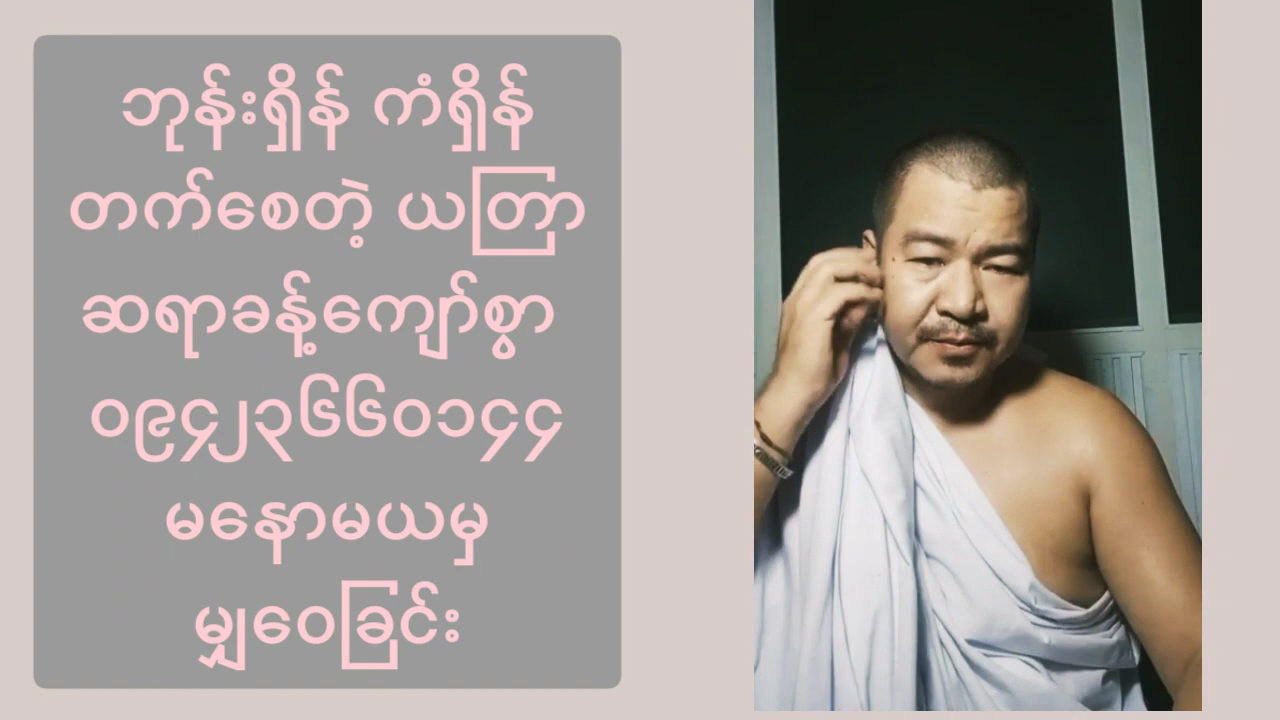 ဘုန်းရှိန် ကံရှိန်
တက်စေတဲ့ ယတြာ
ဆရာခန့်ကျော်စွာ
၀၉၄၂၃၆၆၀၁၄၄
မနောမယမှ
မျှဝေခြင်း